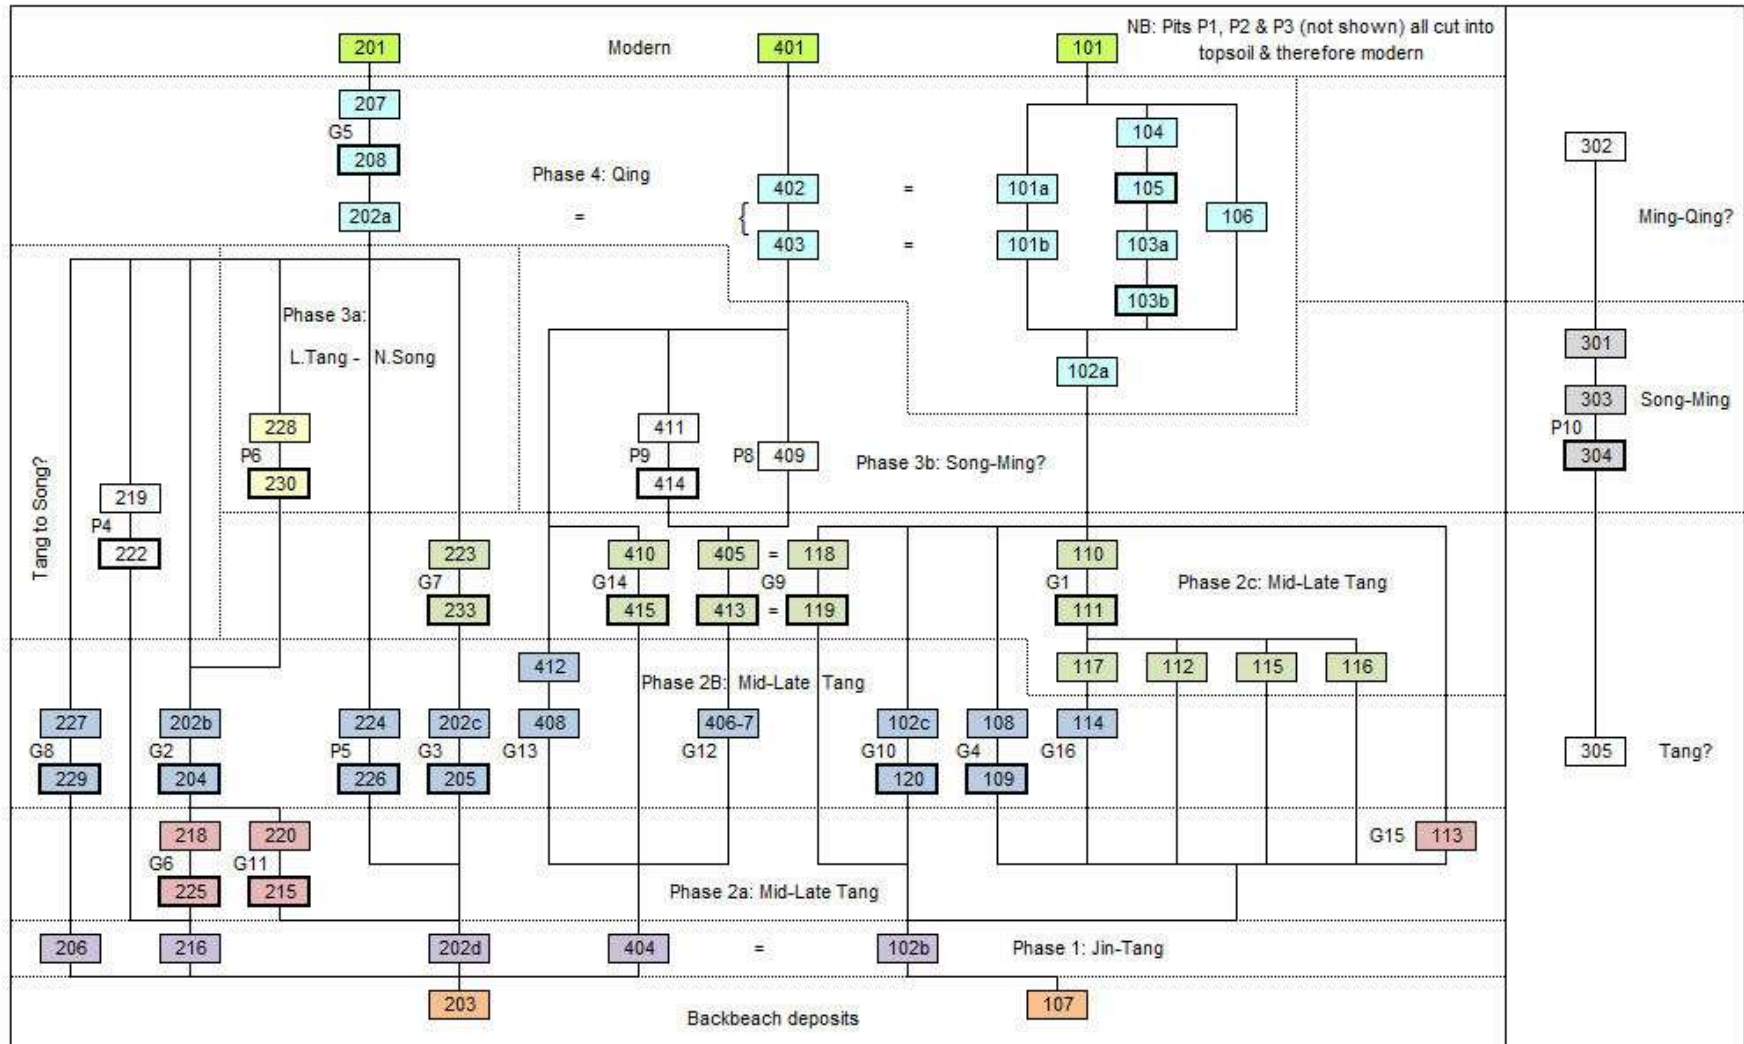 201 Modern 401 101 NB: Pits P1, P2 & P3 (not shown) all cut into
topsoil & therefore modern
207
G5 104 302
208 Phase 4: Qing 402 = 101a 105
202a = { 106 Ming-Qing?
403 = 101b 103a
103b
Phase 3a:
301
L.Tang - N.Song
102a
303 Song-Ming
228 411 P10
P6 P9 P8 409 Phase 3b: Song-Ming? 304
230 414
Tang to Song?
219
P4
222 223 410 405 = 118 110
G7 G14 G9 G1 Phase 2c: Mid-Late Tang
233 415 413 = 119 111
412 117 112 115 116
Phase 2B: Mid-Late Tang
227 202b 224 202c 408 406-7 102c 108 114
G8 G2 P5 G3 G13 G12 G10 G4 G16 305 Tang?
229 204 226 205 120 109
218 220 G15 113
G6 G11
225 215 Phase 2a: Mid-Late Tang
206 216 202d 404 = 102b Phase 1: Jin-Tang
203 107
Backbeach deposits